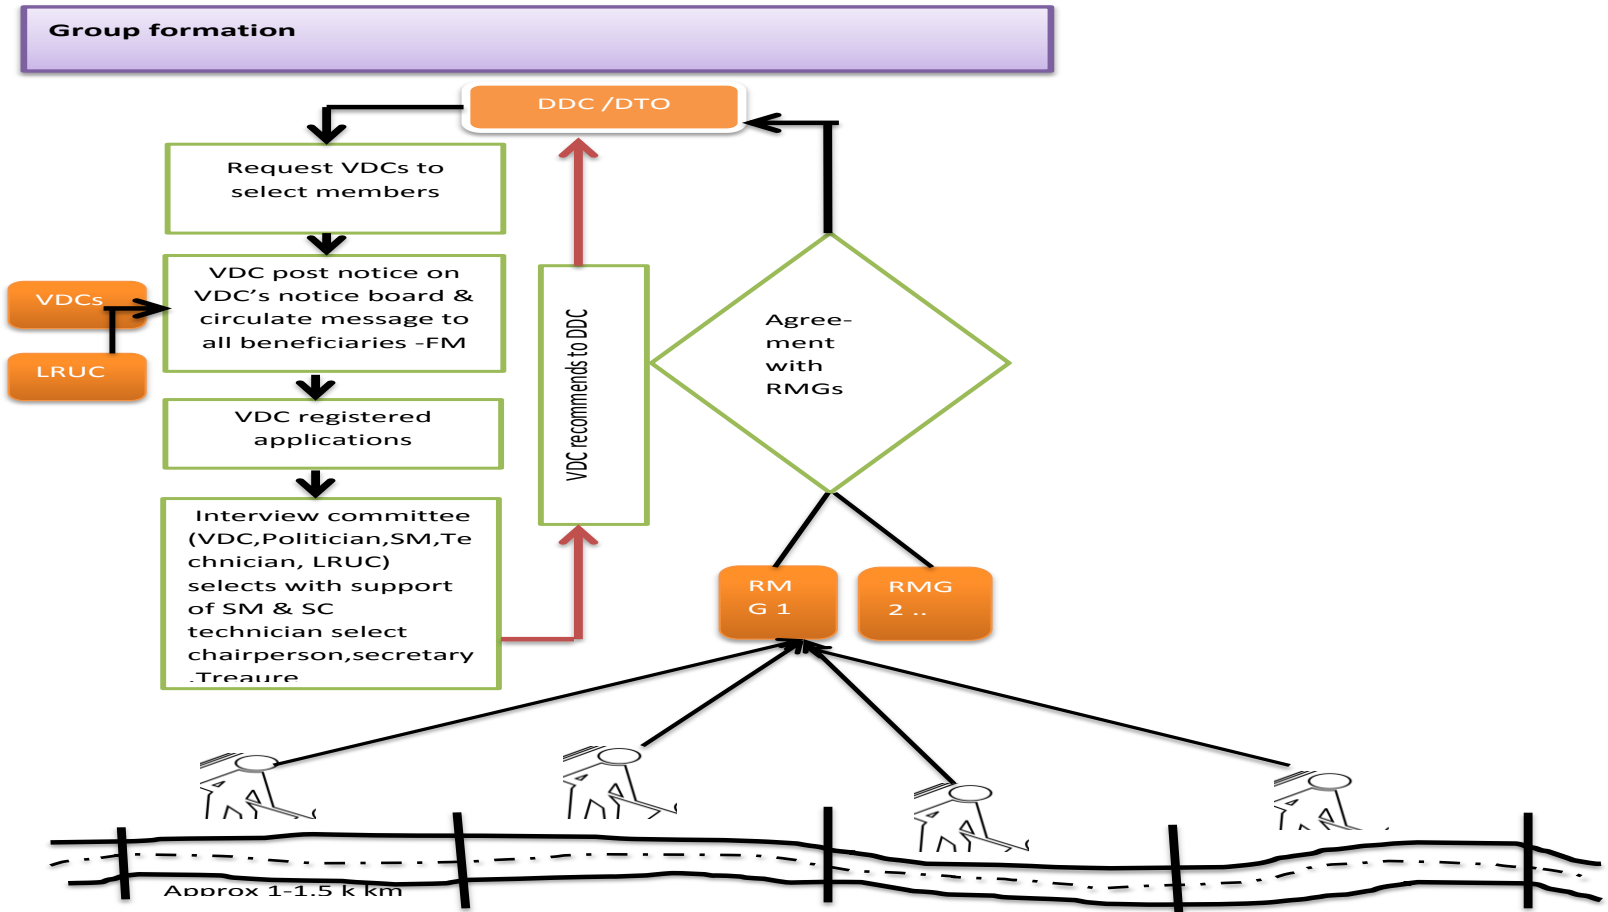 Group formation
DDC /DTO
Request VDCs to
select members
VDC post notice on
VDC’s notice board &
circulate message to
all beneficiaries -FM
VDCs
LRUC
VDC registered
applications
Interview committee
(VDC,Politician,SM,Te
chnician, LRUC)
selects with support
of SM & SC
technician select
chairperson,secretary
.Treaure
VDC recommends to DDC
Agree-
ment
with
RMGs
RM
G 1
RMG
2 ..
Approx 1-1.5 k km